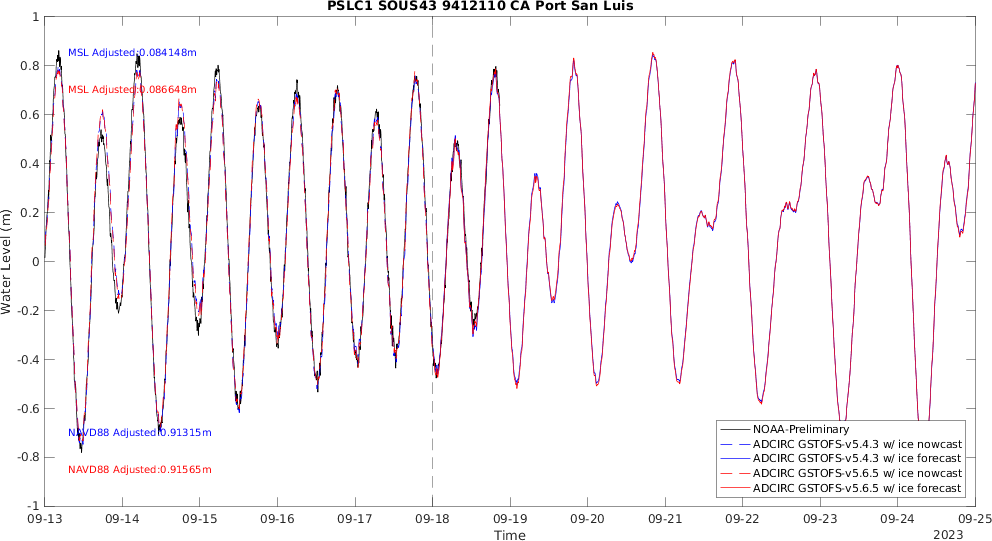 PSLC1 SOUS43 9412110 CA Port San Luis
1
0.8
0.6
0.4
0.2
0
-0.2
-0.4
-0.6
-0.8
-1
Water Level (m)
MSL Adjusted:0.084148m
MSL Adjusted:0.086648m
NAVD88 Adjusted:0.91315m
NAVD88 Adjusted:0.91565m
NOAA-Preliminary
ADCIRC GSTOFS-v5.4.3 w/ ice nowcast
ADCIRC GSTOFS-v5.4.3 w/ ice forecast
ADCIRC GSTOFS-v5.6.5 w/ ice nowcast
ADCIRC GSTOFS-v5.6.5 w/ ice forecast
09-13 09-14 09-15 09-16 09-17 09-18 09-19 09-20 09-21 09-22 09-23 09-24 09-25
Time
2023